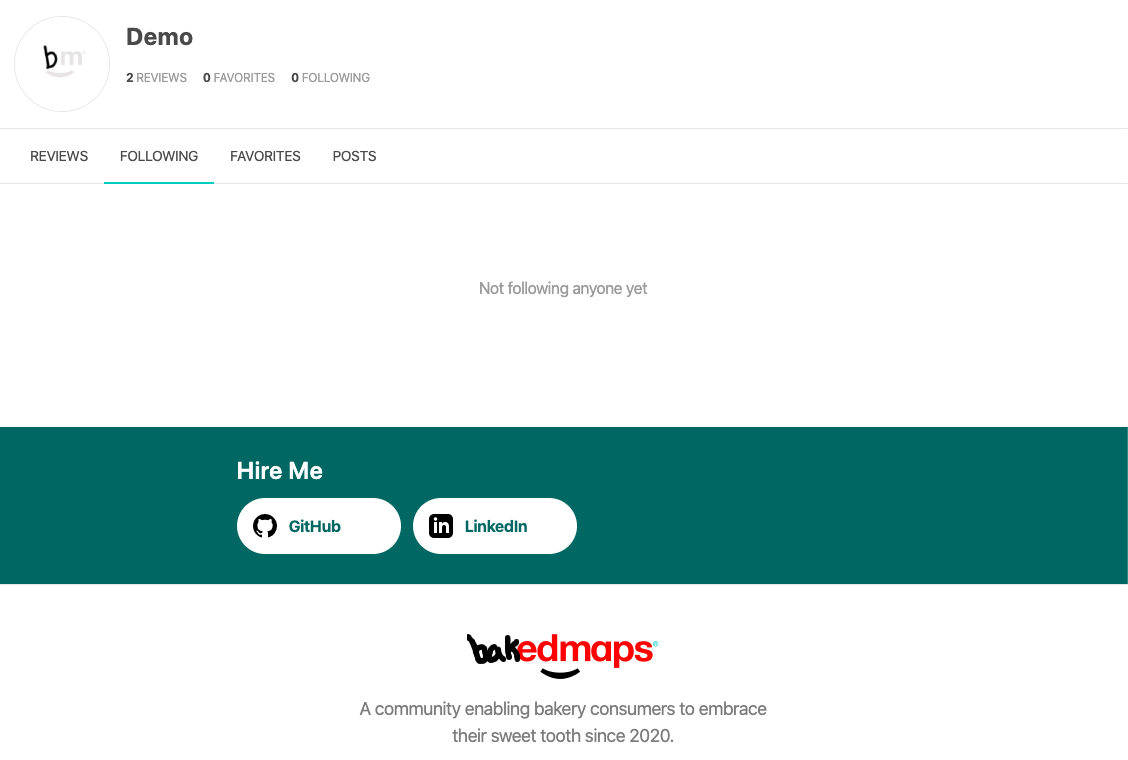 bm
Demo
2 REVIEWS 0 FAVORITES 0 FOLLOWING
REVIEWS FOLLOWING FAVORITES POSTS
Not following anyone yet
Hire Me
GitHub in LinkedIn
bakedmaps®
A community enabling bakery consumers to embrace
their sweet tooth since 2020.